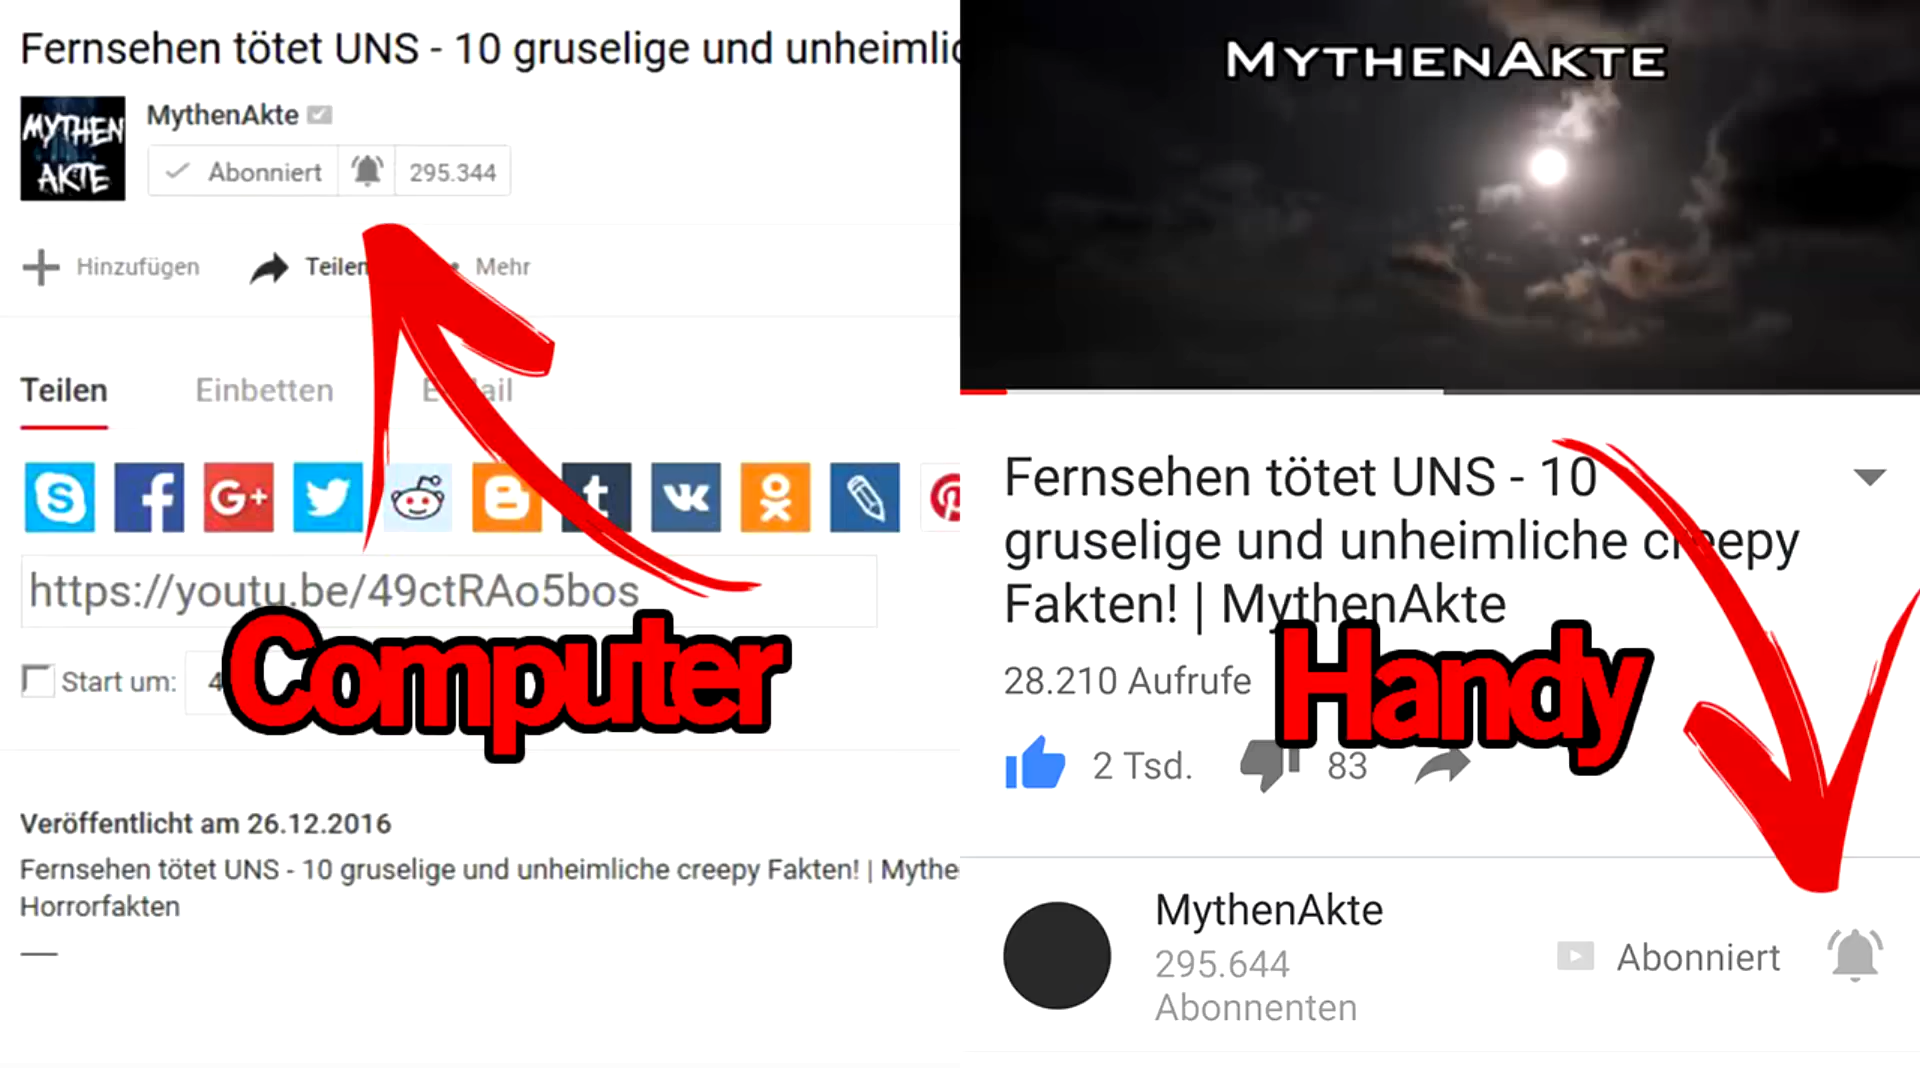 Fernsehen tötet UNS - 10 gruselige und unheimlic
MYTHEN
AKTE
MythenAkte
Abonniert
295.344
Hinzufügen
Teilen
Mehr
Teilen
Einbetten
https://youtu.be/49ctRAo5bos
Start um:
4
Computer
Veröffentlicht am 26.12.2016
Fernsehen tötet UNS - 10 gruselige und unheimliche creepy Fakten! | Mythe
Horrorfakten
MYTHENAKTE
Fernsehen tötet UNS - 10
gruselige und unheimliche creepy
Fakten! | MythenAkte
28.210 Aufrufe
Handy
2 Tsd.
83
MythenAkte
295.644
Abonnenten
Abonniert